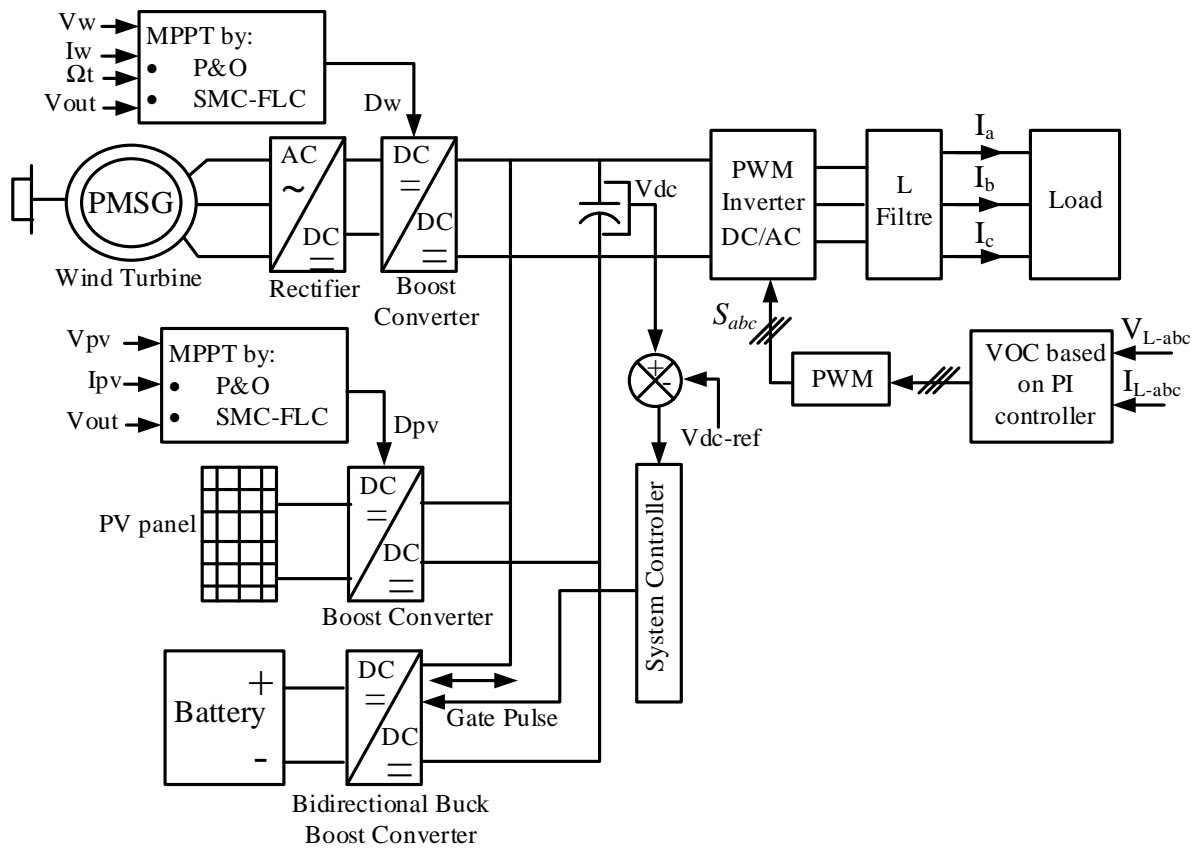 Vw
Iw
Ωt
Vout
MPPT by:
• P&O
• SMC-FLC
Dw
PMSG
Wind Turbine
AC
~
DC
=
Rectifier
DC
=
DC
=
Boost
Converter
Vdc
PWM
Inverter
DC/AC
L
Filtre
Ia
Ib
Ic
Load
Sabc
PWM
VOC based
on PI
controller
VL-abc
IL-abc
+
-
Vdc-ref
System Controller
Vpv
Ipv
Vout
MPPT by:
• P&O
• SMC-FLC
Dpv
PV panel
DC
=
DC
=
Boost Converter
Battery
+
-
DC
=
DC
=
Gate Pulse
Bidirectional Buck
Boost Converter